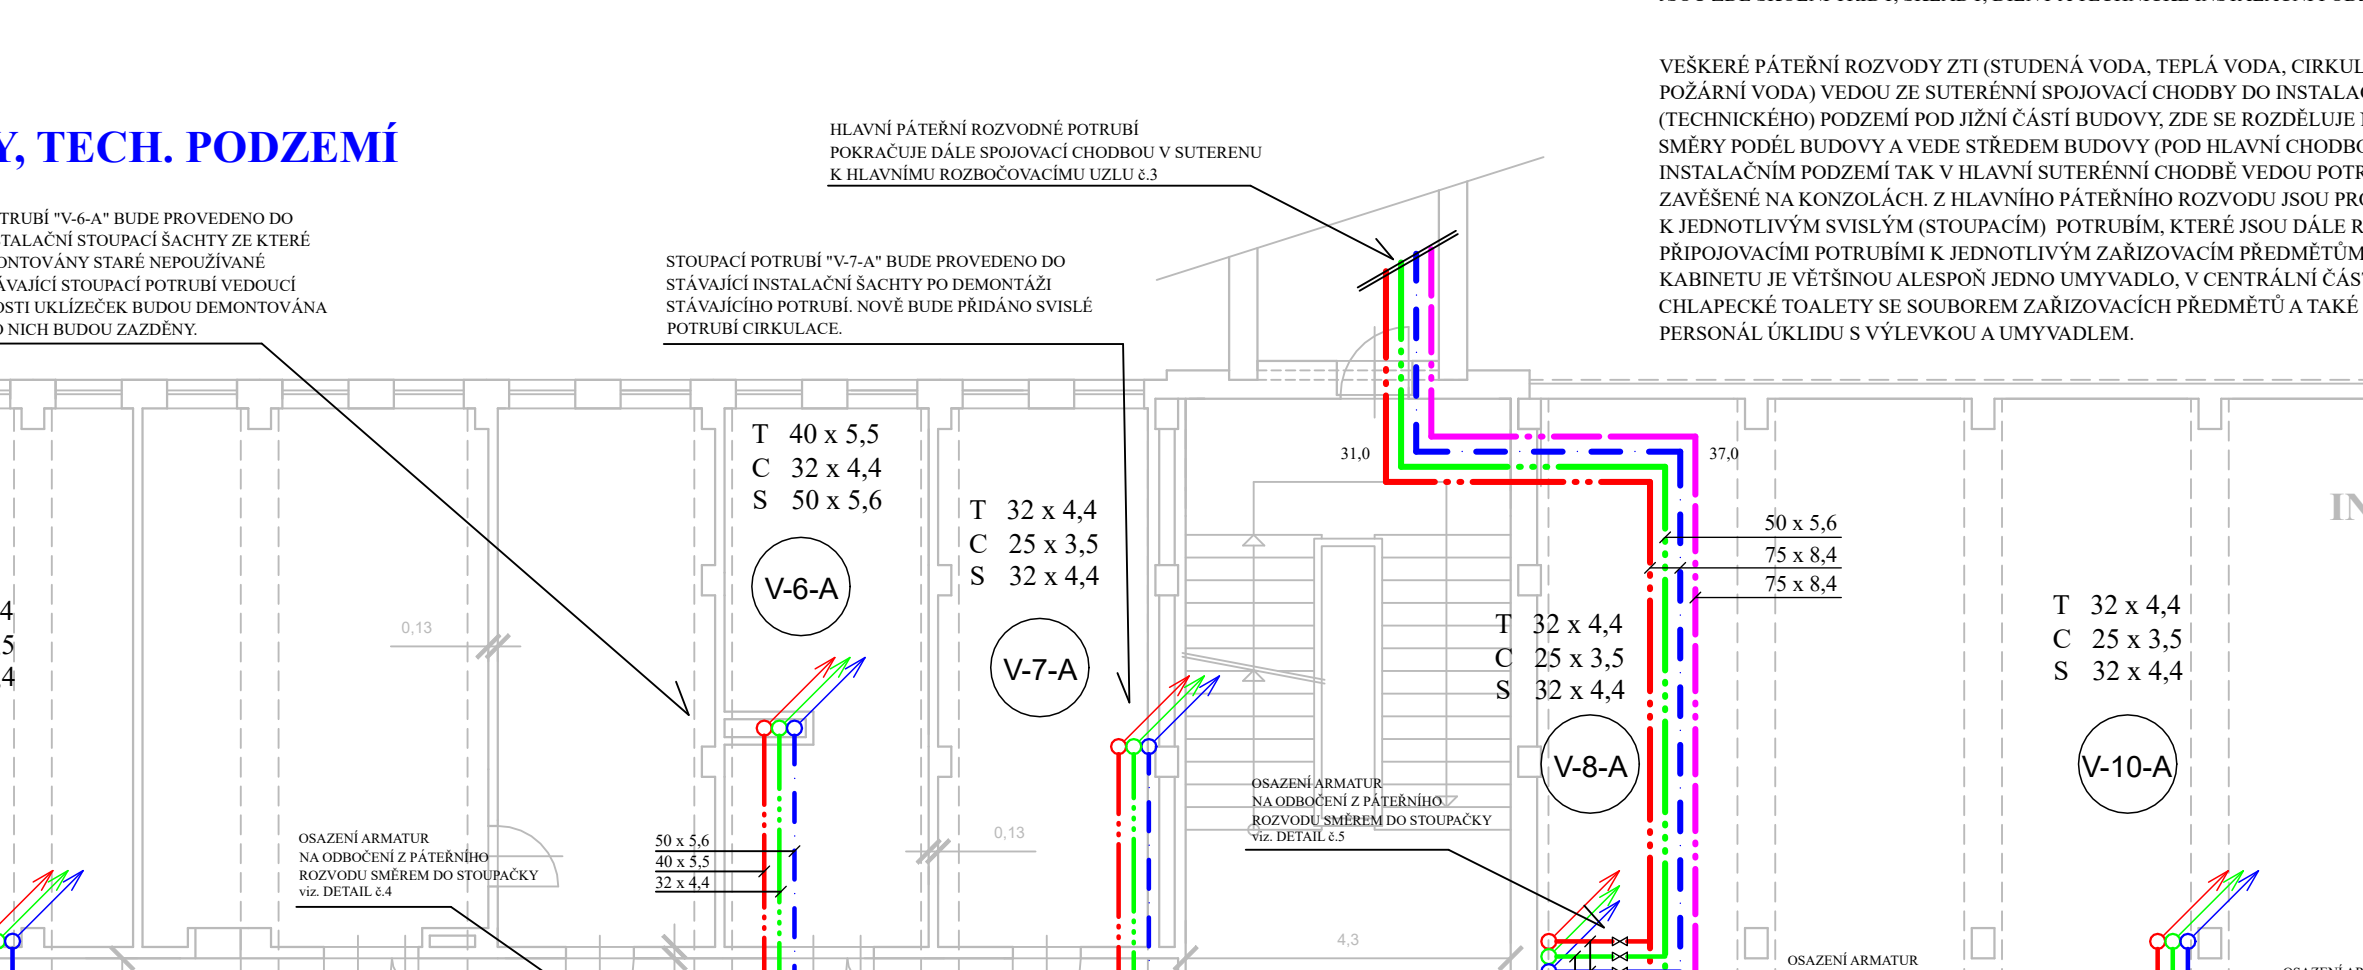 VEŠKERÉ PÁTEŘNÍ ROZVODY ZTI (STUDENÁ VODA, TEPLÁ VODA, CIRKUL
POŽÁRNÍ VODA) VEDOU ZE SUTERÉNNÍ SPOJOVACÍ CHODBY DO INSTALA
(TECHNICKÉHO) PODZEMÍ POD JIŽNÍ ČÁSTÍ BUDOVY, ZDE SE ROZDĚLUJE
SMĚRY PODÉL BUDOVY A VEDE STŘEDEM BUDOVY (POD HLAVNÍ CHODBO
INSTALAČNÍM PODZEMÍ TAK V HLAVNÍ SUTERÉNNÍ CHODBĚ VEDOU POTR
ZAVĚŠENÉ NA KONZOLÁCH. Z HLAVNÍHO PÁTEŘNÍHO ROZVODU JSOU PRO
K JEDNOTLIVÝM SVISLÝM (STOUPACÍM) POTRUBÍM, KTERÉ JSOU DÁLE R
PŘIPOJOVACÍMI POTRUBÍMI K JEDNOTLIVÝM ZAŘIZOVACÍM PŘEDMĚTŮM
KABINETU JE VĚTŠINOU ALESPOŇ JEDNO UMYVADLO, V CENTRÁLNÍ ČÁS
CHLAPECKÉ TOALETY SE SOUBOREM ZAŘIZOVACÍCH PŘEDMĚTŮ A TAKÉ
PERSONÁL ÚKLIDU S VÝLEVKOU A UMYVADLEM.
Y, TECH. PODZEMÍ
HLAVNÍ PÁTEŘNÍ ROZVODNÉ POTRUBÍ
POKRAČUJE DÁLE SPOJOVACÍ CHODBOU V SUTERENU
K HLAVNÍMU ROZBOČOVACÍMU UZLU č.3
TRUBÍ "V-6-A" BUDE PROVEDENO DO
STALAČNÍ STOUPACÍ ŠACHTY ZE KTERÉ
ONTOVÁNY STARÉ NEPOUŽÍVANÉ
ÁVAJÍCÍ STOUPACÍ POTRUBÍ VEDOUCÍ
OSTI UKLÍZEČEK BUDOU DEMONTOVÁNA
O NICH BUDOU ZAZDĚNY.
STOUPACÍ POTRUBÍ "V-7-A" BUDE PROVEDENO DO
STÁVAJÍCÍ INSTALAČNÍ ŠACHTY PO DEMONTÁŽI
STÁVAJÍCÍHO POTRUBÍ. NOVĚ BUDE PŘIDÁNO SVISLÉ
POTRUBÍ CIRKULACE.
T 40 x 5,5
C 32 x 4,4
S 50 x 5,6
V-6-A
T 32 x 4,4
C 25 x 3,5
S 32 x 4,4
V-7-A
31,0
37,0
50 x 5,6
75 x 8,4
75 x 8,4
IN
T 32 x 4,4
C 25 x 3,5
S 32 x 4,4
V-8-A
T 32 x 4,4
C 25 x 3,5
S 32 x 4,4
V-10-A
4
5
4
0,13
0,13
4,3
OSAZENÍ ARMATUR
NA ODBOČENÍ Z PÁTEŘNÍHO
ROZVODU SMĚREM DO STOUPAČKY
viz. DETAIL č.4
50 x 5,6
40 x 5,5
32 x 4,4
OSAZENÍ ARMATUR
NA ODBOČENÍ Z PÁTEŘNÍHO
ROZVODU SMĚREM DO STOUPAČKY
viz. DETAIL č.5
OSAZENÍ ARMATUR